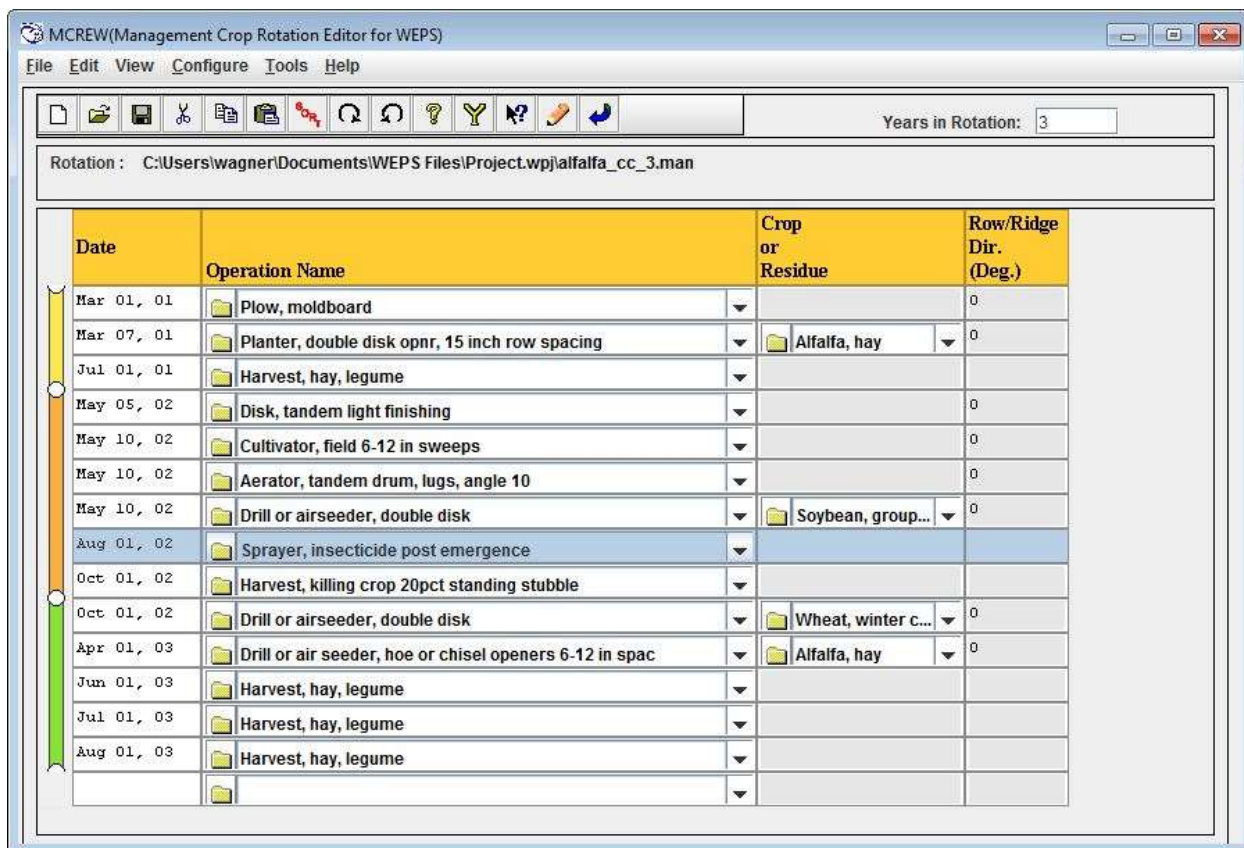 MCREW(Management Crop Rotation Editor for WEPS)
File Edit View Configure Tools Help
SORT Years in Rotation: 3
Rotation : C:\Users\wagner\Documents\WEPS Files\Project.wpj\alfalfa_cc_3.man
Date Operation Name Crop or Residue Row/Ridge Dir. (Deg.)
Mar 01, 01 Plow, moldboard 0
Mar 07, 01 Planter, double disk opnr, 15 inch row spacing Alfalfa, hay 0
Jul 01, 01 Harvest, hay, legume
May 05, 02 Disk, tandem light finishing 0
May 10, 02 Cultivator, field 6-12 in sweeps 0
May 10, 02 Aerator, tandem drum, lugs, angle 10 0
May 10, 02 Drill or airseeder, double disk Soybean, group... 0
Aug 01, 02 Sprayer, insecticide post emergence
Oct 01, 02 Harvest, killing crop 20pct standing stubble
Oct 01, 02 Drill or airseeder, double disk Wheat, winter c... 0
Apr 01, 03 Drill or air seeder, hoe or chisel openers 6-12 in spac Alfalfa, hay 0
Jun 01, 03 Harvest, hay, legume
Jul 01, 03 Harvest, hay, legume
Aug 01, 03 Harvest, hay, legume